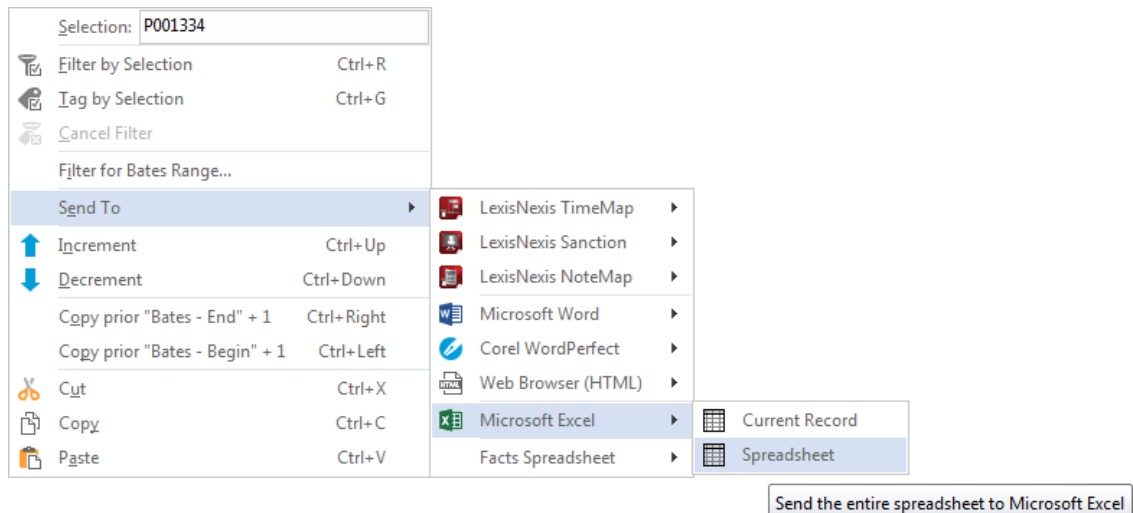 Selection: P001334
Filter by Selection Ctrl+R
Tag by Selection Ctrl+G
Cancel Filter
Filter for Bates Range...
Send To
Increment Ctrl+Up
Decrement Ctrl+Down
Copy prior "Bates - End" + 1 Ctrl+Right
Copy prior "Bates - Begin" + 1 Ctrl+Left
Cut Ctrl+X
Copy Ctrl+C
Paste Ctrl+V
LexisNexis TimeMap
LexisNexis Sanction
LexisNexis NoteMap
Microsoft Word
Corel WordPerfect
Web Browser (HTML)
Microsoft Excel
Facts Spreadsheet
Current Record
Spreadsheet
Send the entire spreadsheet to Microsoft Excel